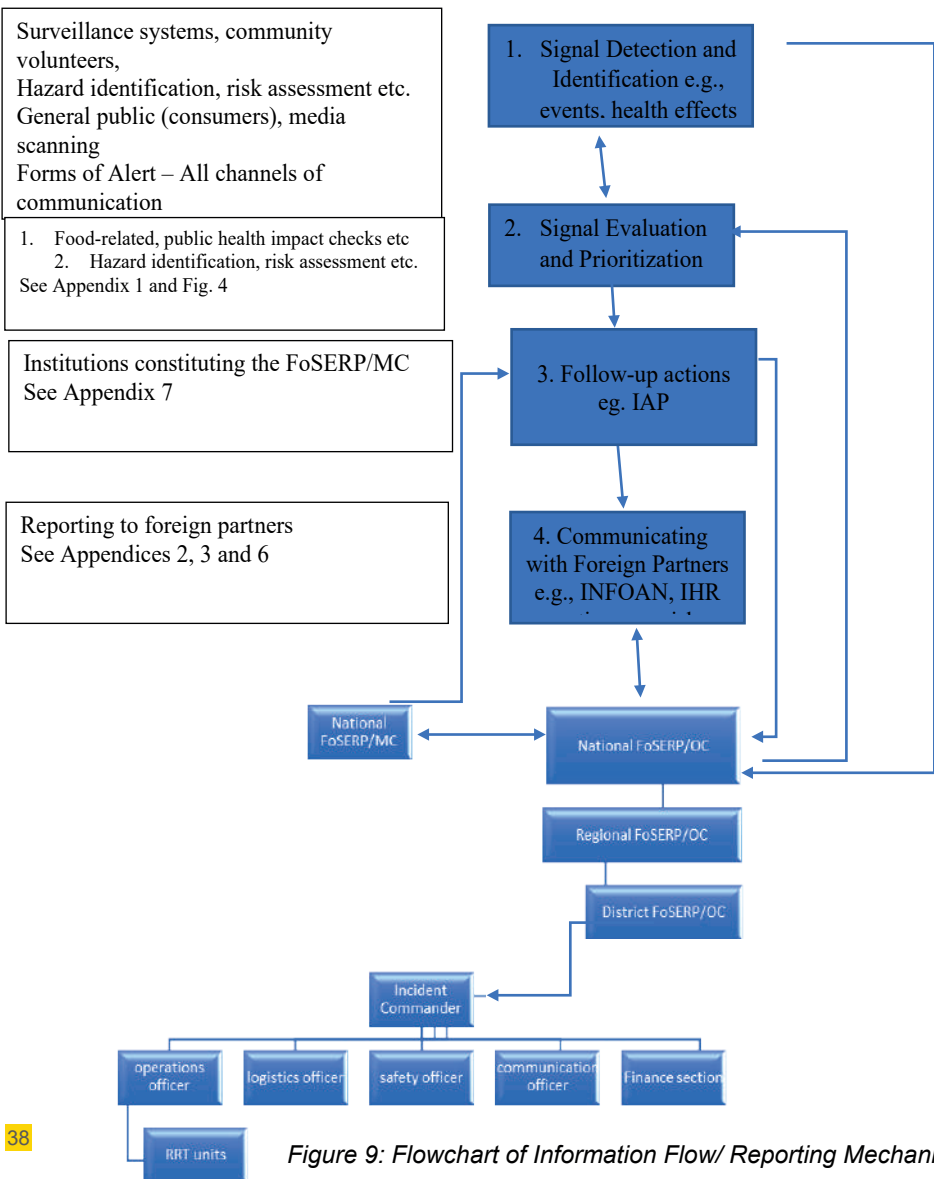 Surveillance systems, community
volunteers,
Hazard identification, risk assessment etc.
General public (consumers), media
scanning
Forms of Alert – All channels of
communication
1. Food-related, public health impact checks etc
2. Hazard identification, risk assessment etc.
See Appendix 1 and Fig. 4
Institutions constituting the FoSERP/MC
See Appendix 7
Reporting to foreign partners
See Appendices 2, 3 and 6
1. Signal Detection and
Identification e.g.,
events, health effects
2. Signal Evaluation
and Prioritization
3. Follow-up actions
eg. IAP
4. Communicating
with Foreign Partners
e.g., INFOAN, IHR
National
FoSERP/MC
National FoSERP/OC
Regional FoSERP/OC
District FoSERP/OC
Incident
Commander
operations
officer
logistics officer
safety officer
communication
officer
Finance section
RRT units
38
Figure 9: Flowchart of Information Flow/ Reporting Mechani